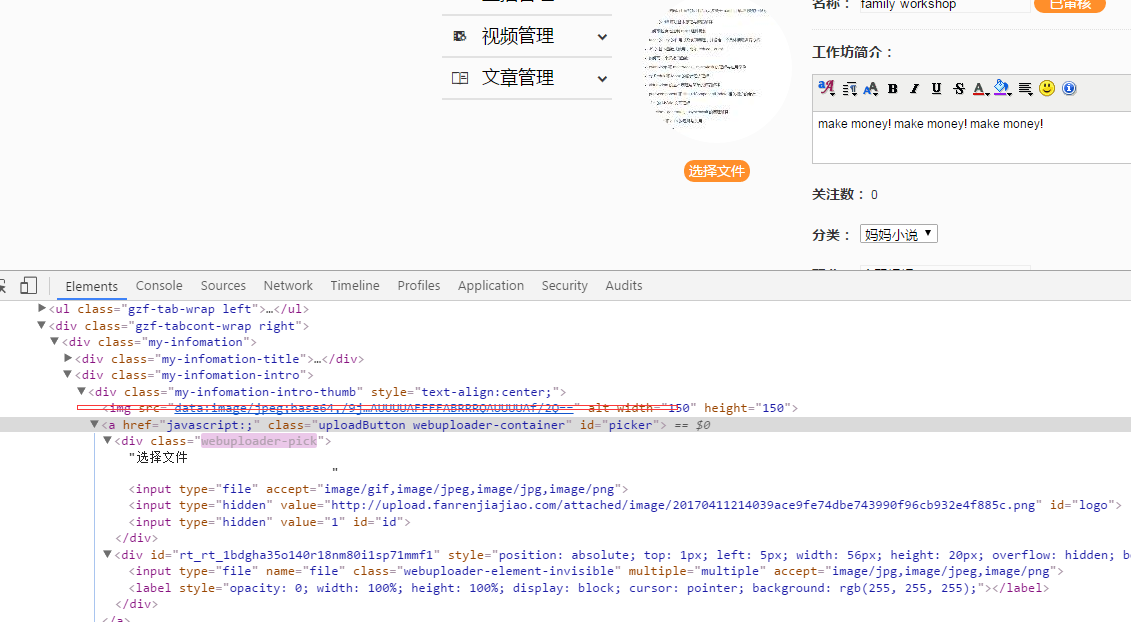 视频管理
文章管理
选择文件
名称： family workshop 已审核
工作坊简介：
make money! make money! make money!
关注数： 0
分类： 妈妈小说
Elements Console Sources Network Timeline Profiles Application Security Audits
<ul class="gzf-tab-wrap left">…</ul>
<div class="gzf-tabcont-wrap right">
<div class="my-infomation">
<div class="my-infomation-title">…</div>
<div class="my-infomation-intro">
<div class="my-infomation-intro-thumb" style="text-align:center;">
<img src="data:image/jpeg;base64,/9j…AUUUUAFFFFABRRRQAUUUUAf/2Q==" alt width="150" height="150">
<a href="javascript:;" class="uploadButton webuploader-container" id="picker"> == $0
<div class="webuploader-pick">
"选择文件
"
<input type="file" accept="image/gif,image/jpeg,image/jpg,image/png">
<input type="hidden" value="http://upload.fanrenjiajiao.com/attached/image/20170411214039ace9fe74dbe743990f96cb932e4f885c.png" id="logo">
<input type="hidden" value="1" id="id">
</div>
<div id="rt_rt_1bdgha35o140r18nm80i1sp71mmf1" style="position: absolute; top: 1px; left: 5px; width: 56px; height: 20px; overflow: hidden;
<input type="file" name="file" class="webuploader-element-invisible" multiple="multiple" accept="image/jpg,image/jpeg,image/png">
<label style="opacity: 0; width: 100%; height: 100%; display: block; cursor: pointer; background: rgb(255, 255, 255);"></label>
</div>
</a>